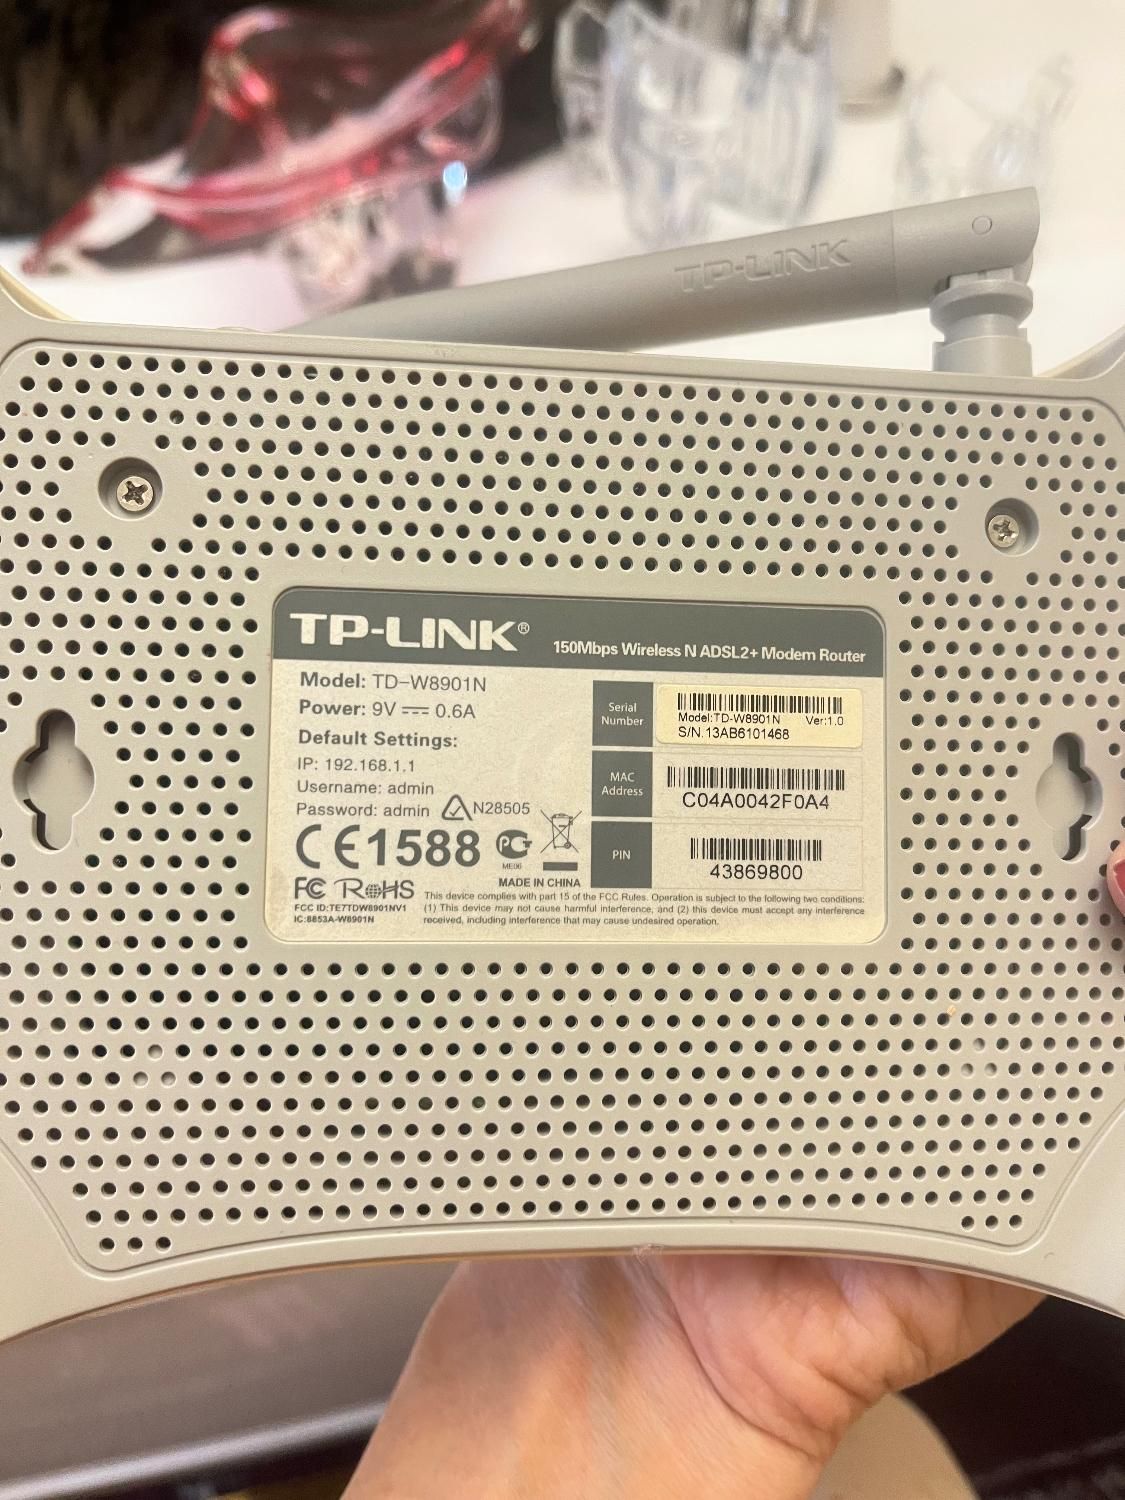 TP-LINK
TP-LINK®
150Mbps Wireless N ADSL2+ Modem Router
Model: TD-W8901N
Power: 9V ⎓ 0.6A
Default Settings:
IP: 192.168.1.1
Username: admin
Password: admin
N28505
CE1588
ME06
MADE IN CHINA
FC RoHS
FCC ID:TE7TDW8901NV1
IC:8853A-W8901N
Serial Number
Model:TD-W8901N Ver:1.0
S/N.13AB6101468
MAC Address
C04A0042F0A4
PIN
43869800
This device complies with part 15 of the FCC Rules. Operation is subject to the following two conditions:
(1) This device may not cause harmful interference, and (2) this device must accept any interference
received, including interference that may cause undesired operation.